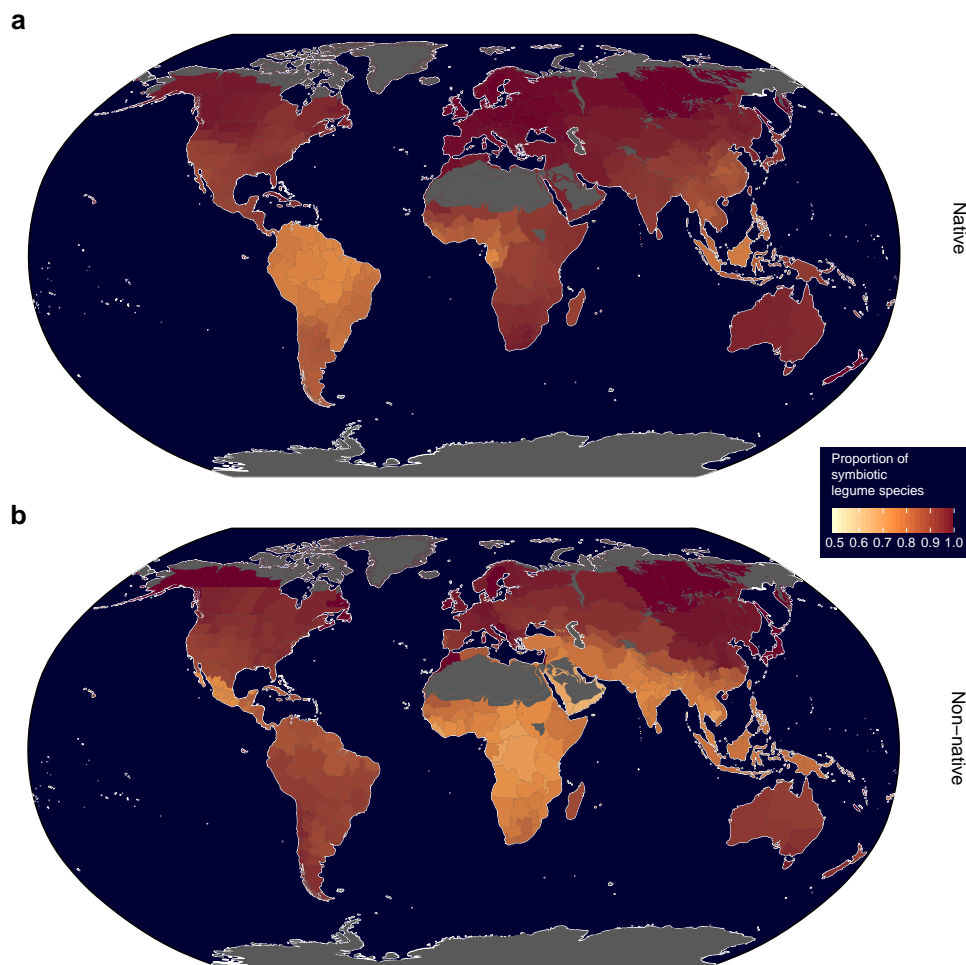 a
Native
Proportion of
symbiotic
legume species
0.5 0.6 0.7 0.8 0.9 1.0
b
Non−native